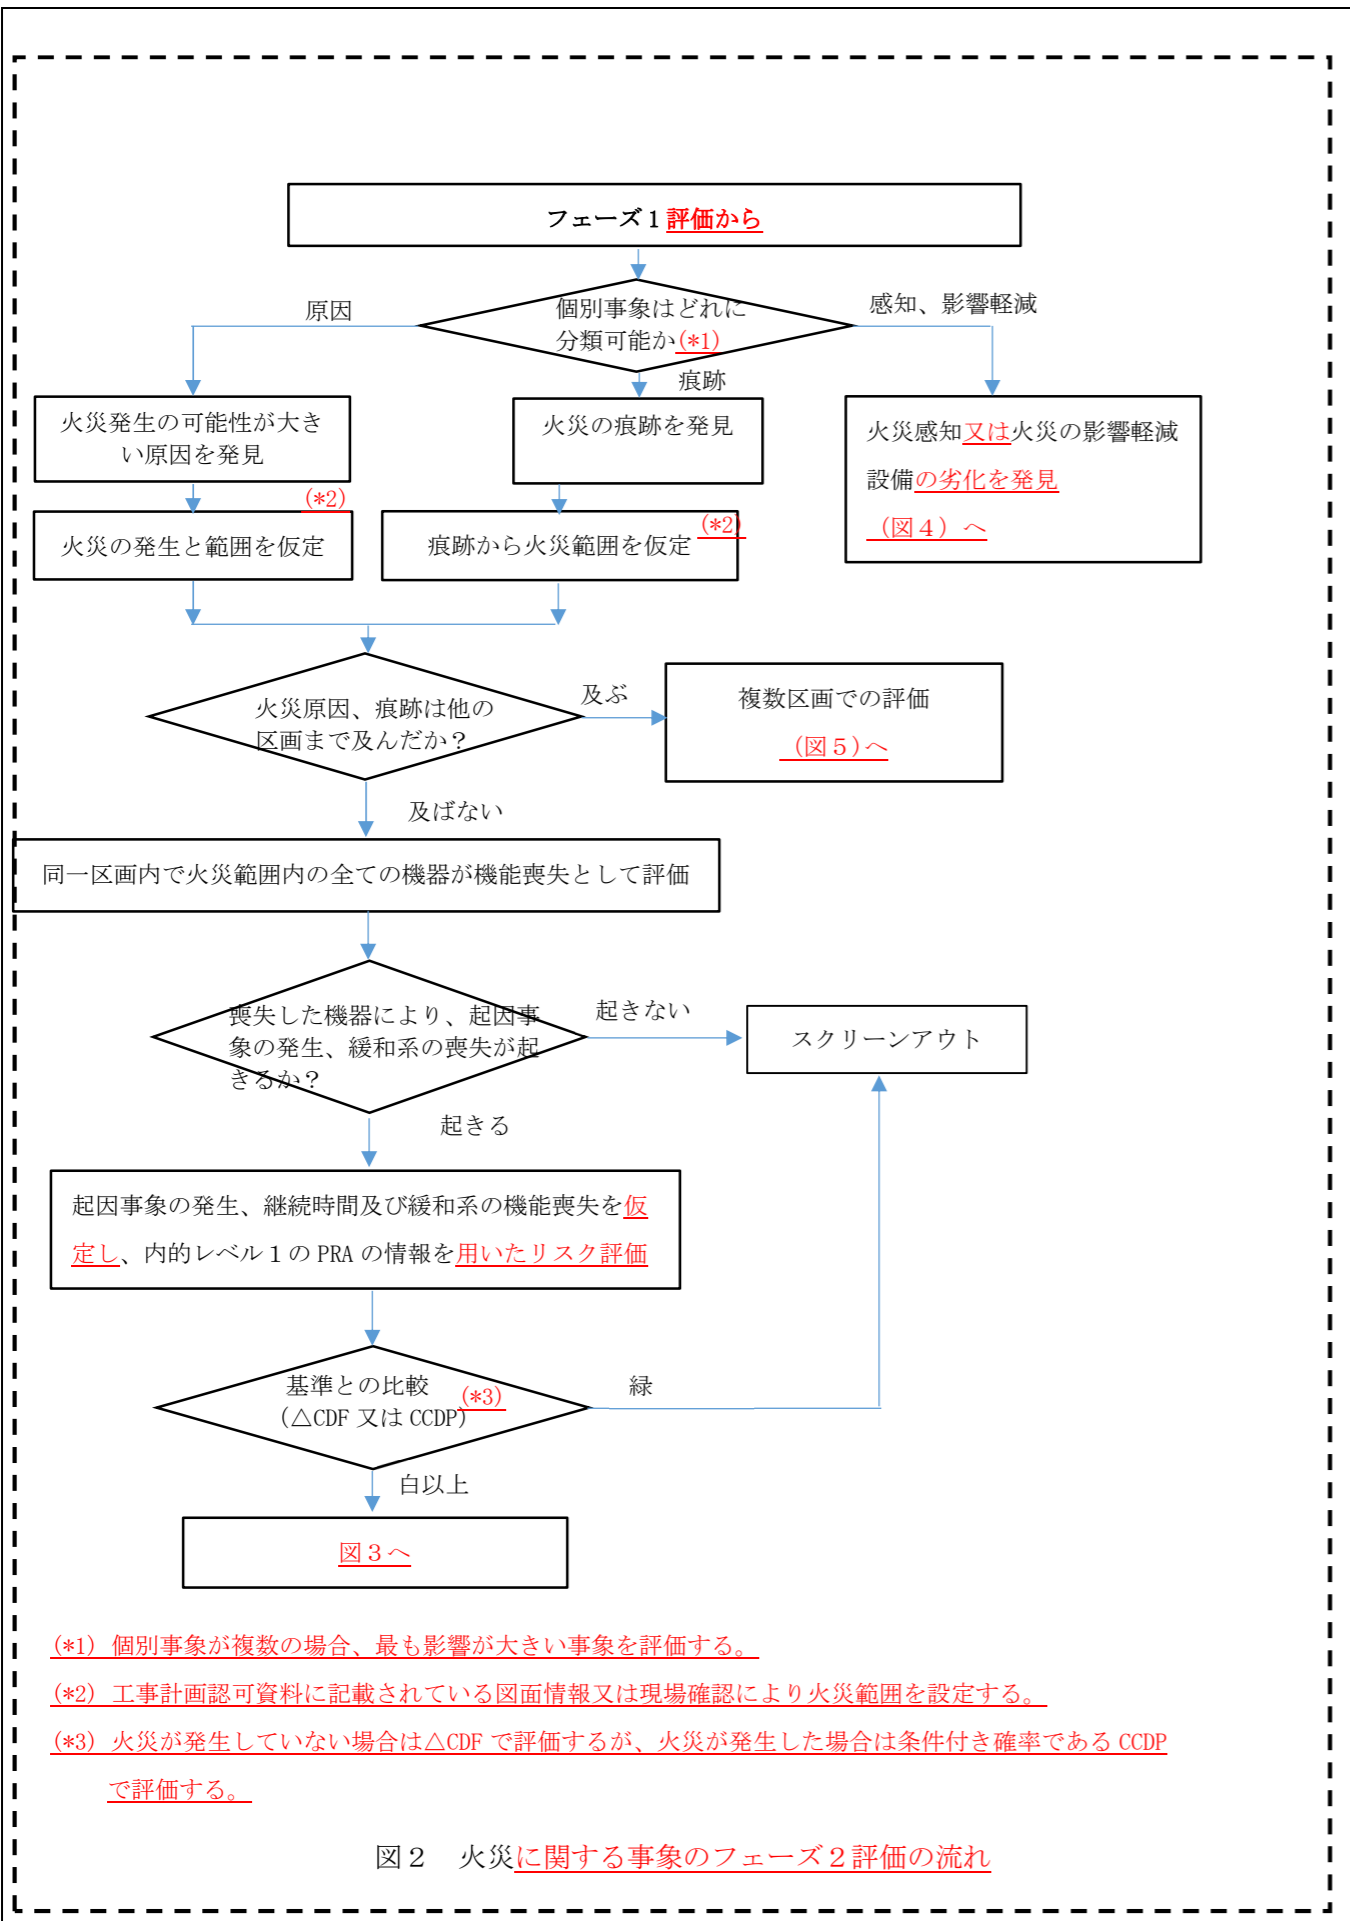 フェーズ１評価から
個別事象はどれに
分類可能か(*1)
原因
感知、影響軽減
痕跡
火災発生の可能性が大き
い原因を発見
火災の痕跡を発見
火災感知又は火災の影響軽減
設備の劣化を発見
（図４）へ
(*2)
火災の発生と範囲を仮定
(*2)
痕跡から火災範囲を仮定
火災原因、痕跡は他の
区画まで及んだか？
及ぶ
複数区画での評価
（図５）へ
及ばない
同一区画内で火災範囲内の全ての機器が機能喪失として評価
喪失した機器により、起因事
象の発生、緩和系の喪失が起
きるか？
起きない
スクリーンアウト
起きる
起因事象の発生、継続時間及び緩和系の機能喪失を仮
定し、内的レベル１の PRA の情報を用いたリスク評価
基準との比較
（△CDF 又は CCDP）
(*3)
緑
白以上
図３へ
(*1) 個別事象が複数の場合、最も影響が大きい事象を評価する。
(*2) 工事計画認可資料に記載されている図面情報又は現場確認により火災範囲を設定する。
(*3) 火災が発生していない場合は△CDF で評価するが、火災が発生した場合は条件付き確率である CCDP
で評価する。
図２　火災に関する事象のフェーズ２評価の流れ